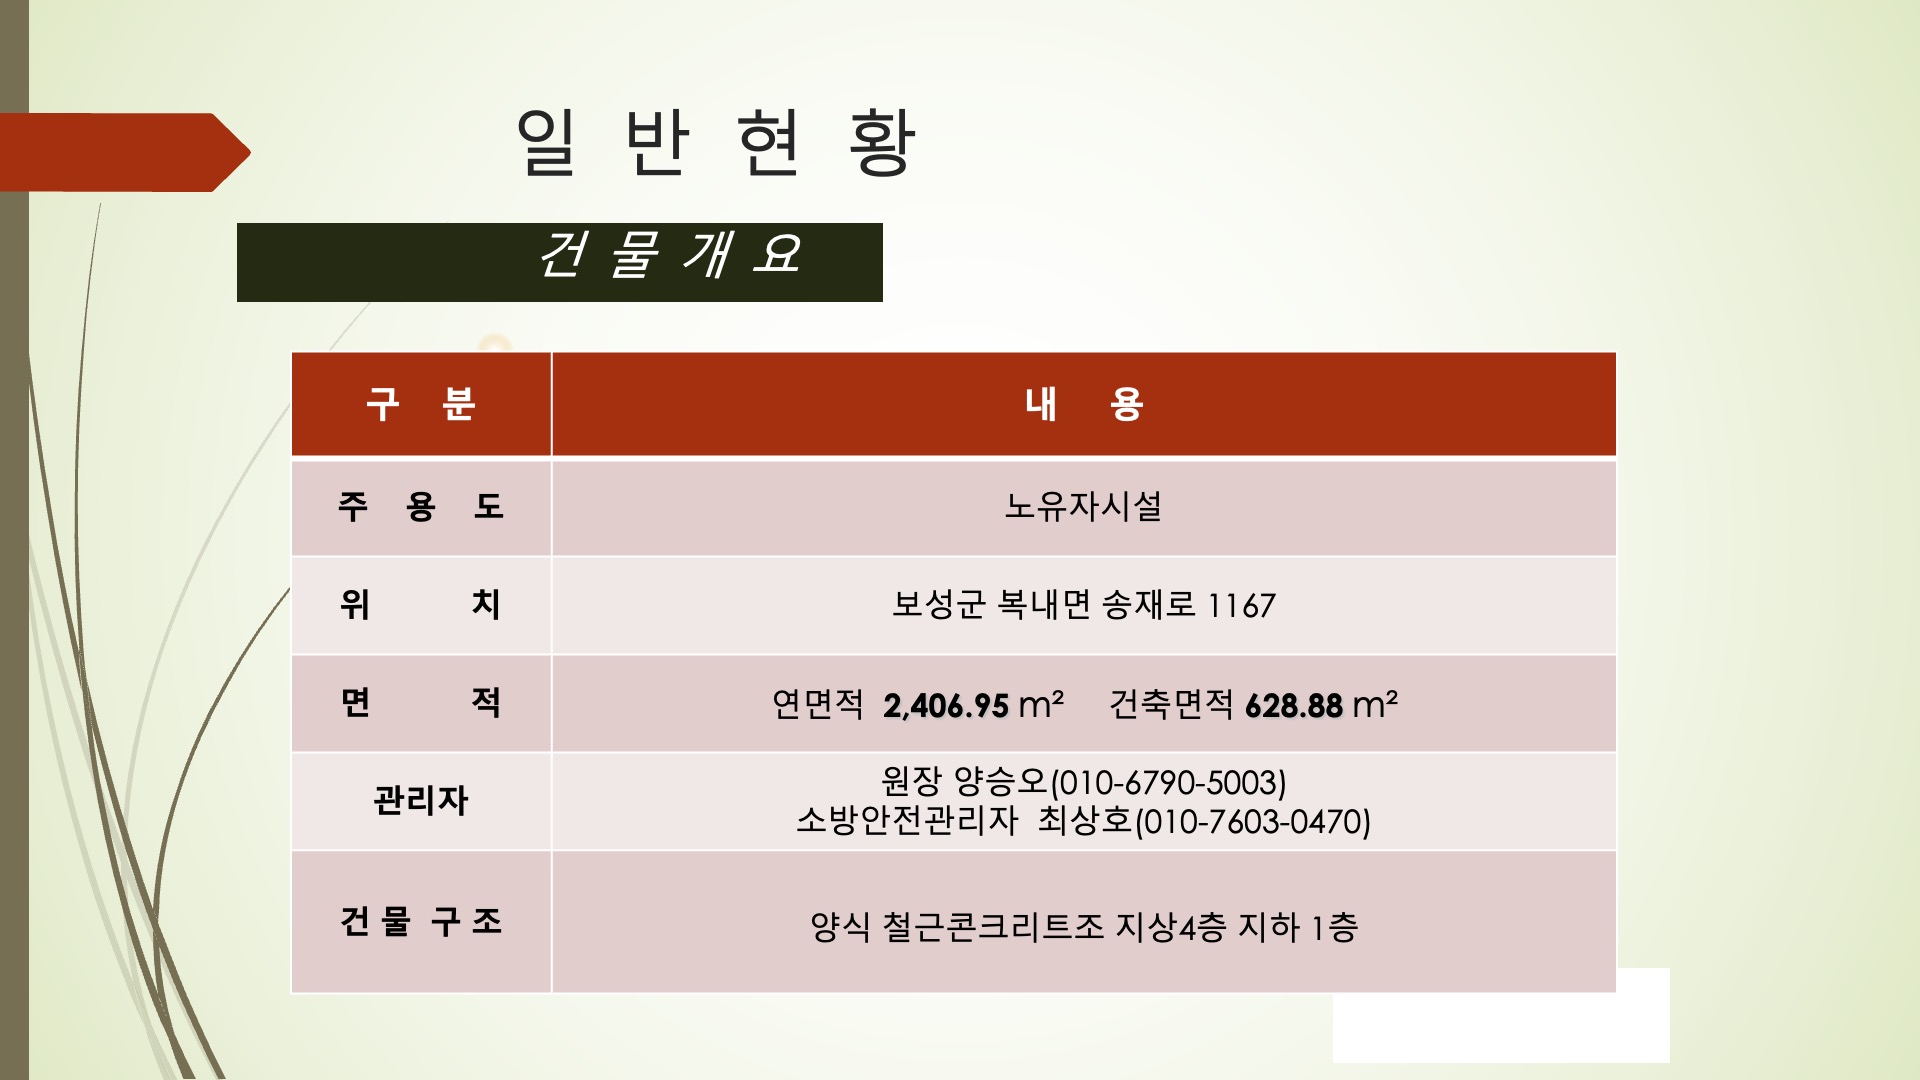 일 반 현 황
건 물 개 요
구 분 내 용
주 용 도 노유자시설
위 치 보성군 복내면 송재로 1167
면 적 연면적 2,406.95 m² 건축면적 628.88 m²
관리자 원장 양승오(010-6790-5003)
소방안전관리자 최상호(010-7603-0470)
건 물 구 조 양식 철근콘크리트조 지상4층 지하 1층